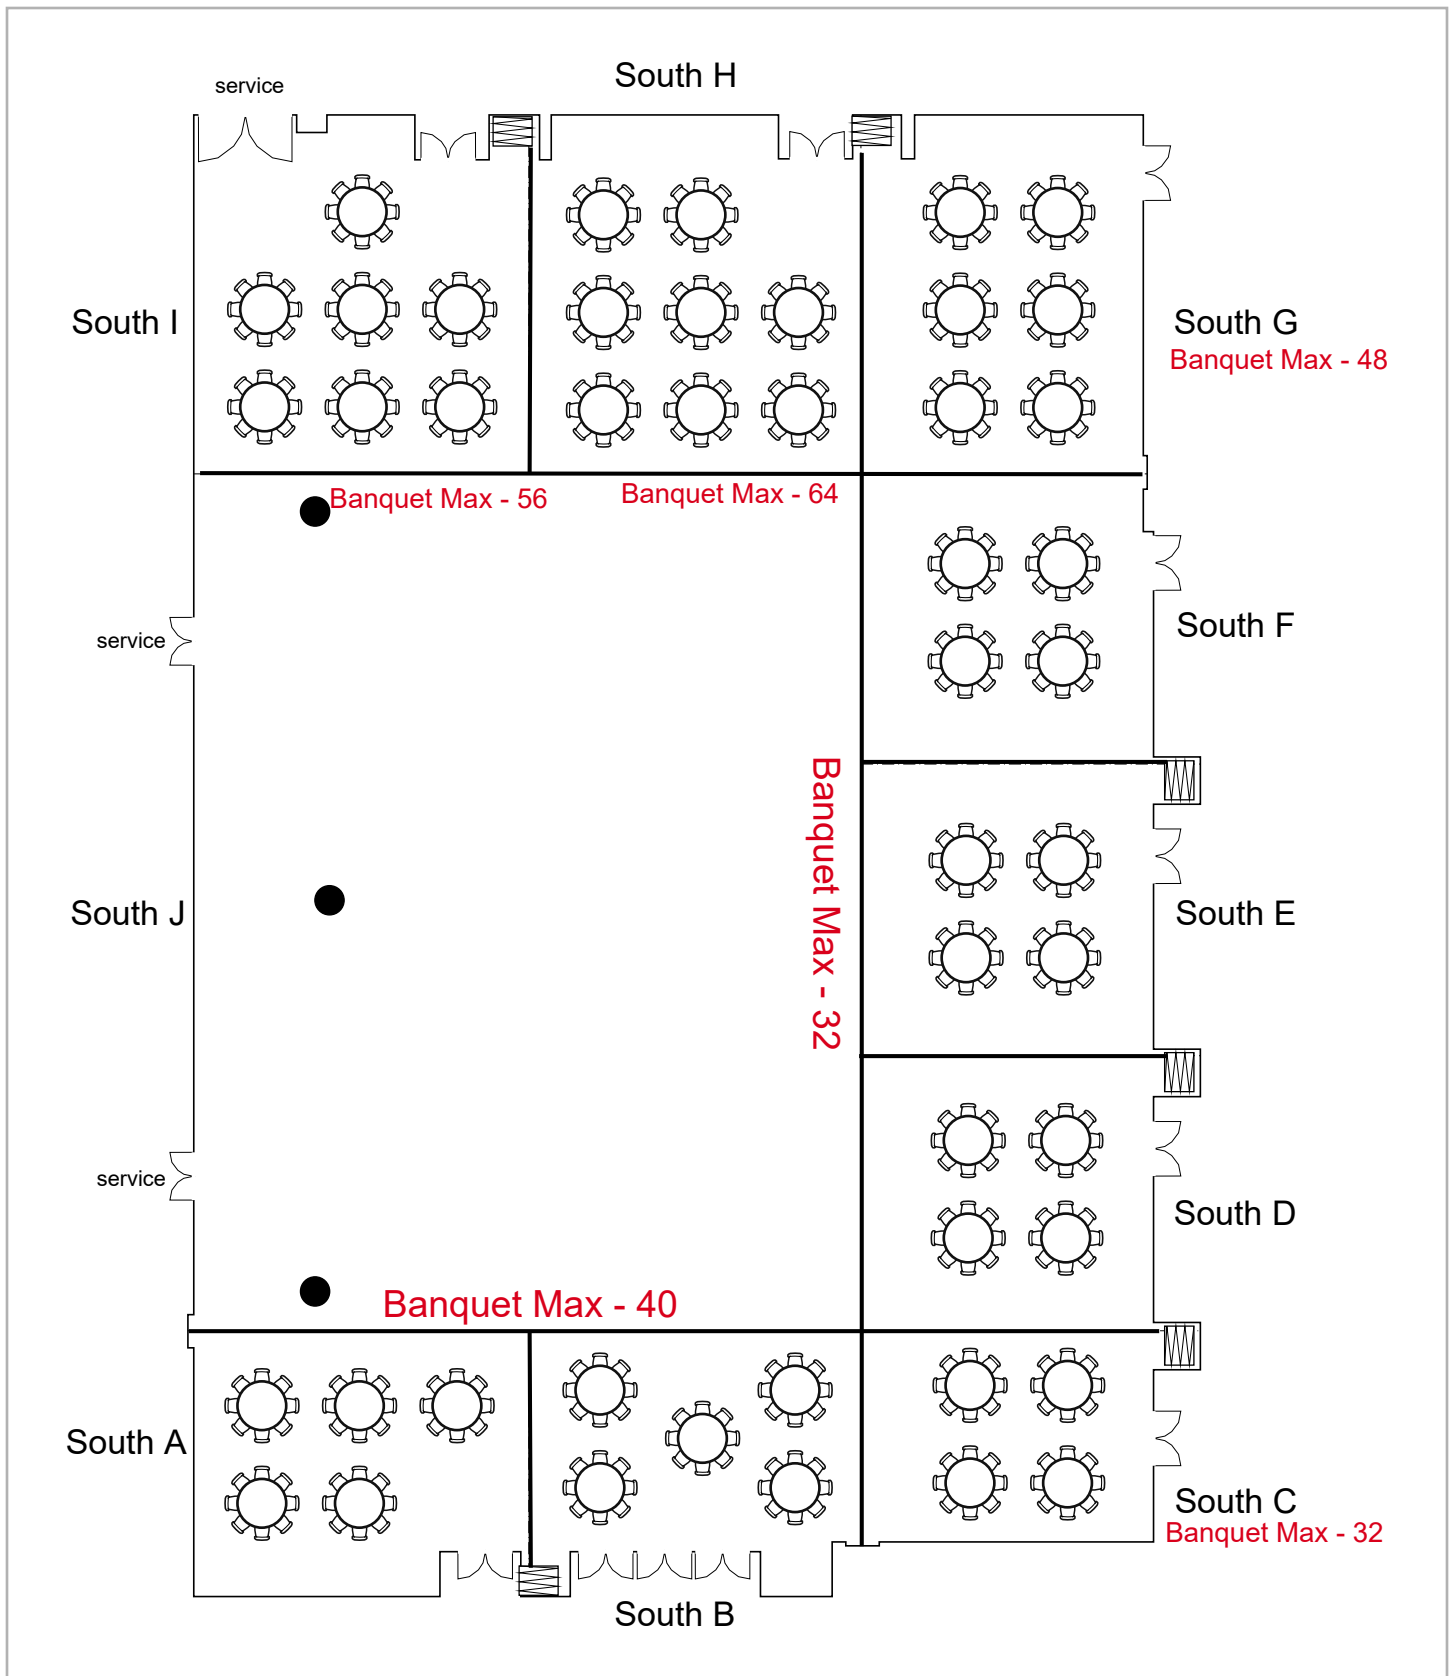 South H
service
South I
South G
Banquet Max - 48
Banquet Max - 56
Banquet Max - 64
South F
service
Banquet Max - 32
South J
South E
service
South D
Banquet Max - 40
South A
South C
Banquet Max - 32
South B